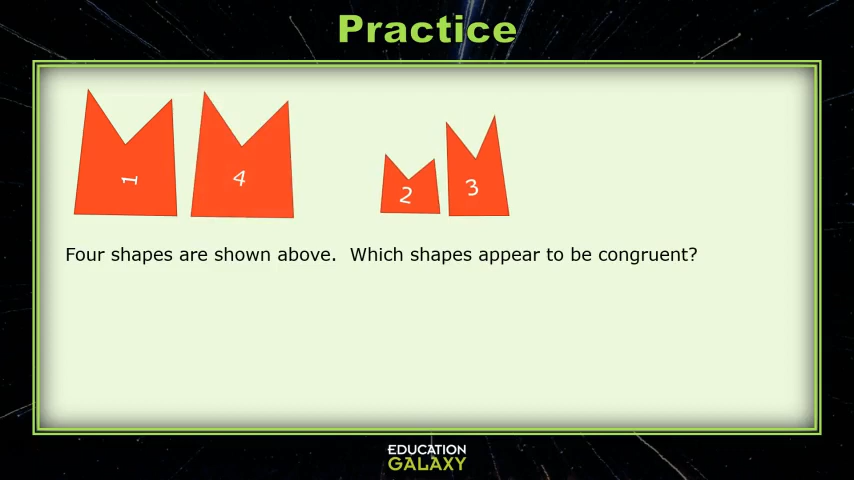 Practice
1
4
2
3
Four shapes are shown above.  Which shapes appear to be congruent?
EDUCATION
GALAXY